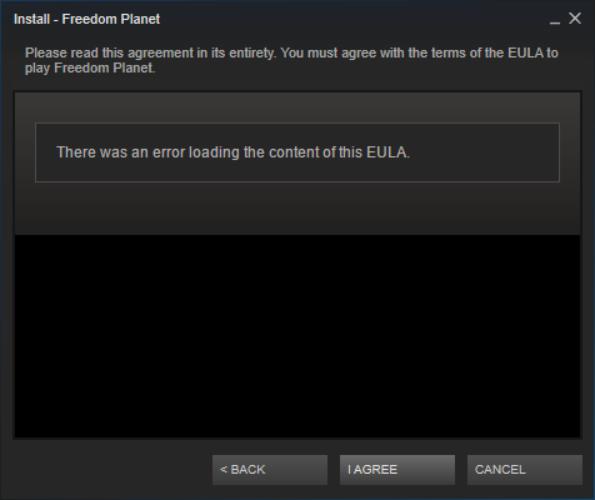 Install - Freedom Planet
Please read this agreement in its entirety. You must agree with the terms of the EULA to
play Freedom Planet.
There was an error loading the content of this EULA.
< BACK
I AGREE
CANCEL